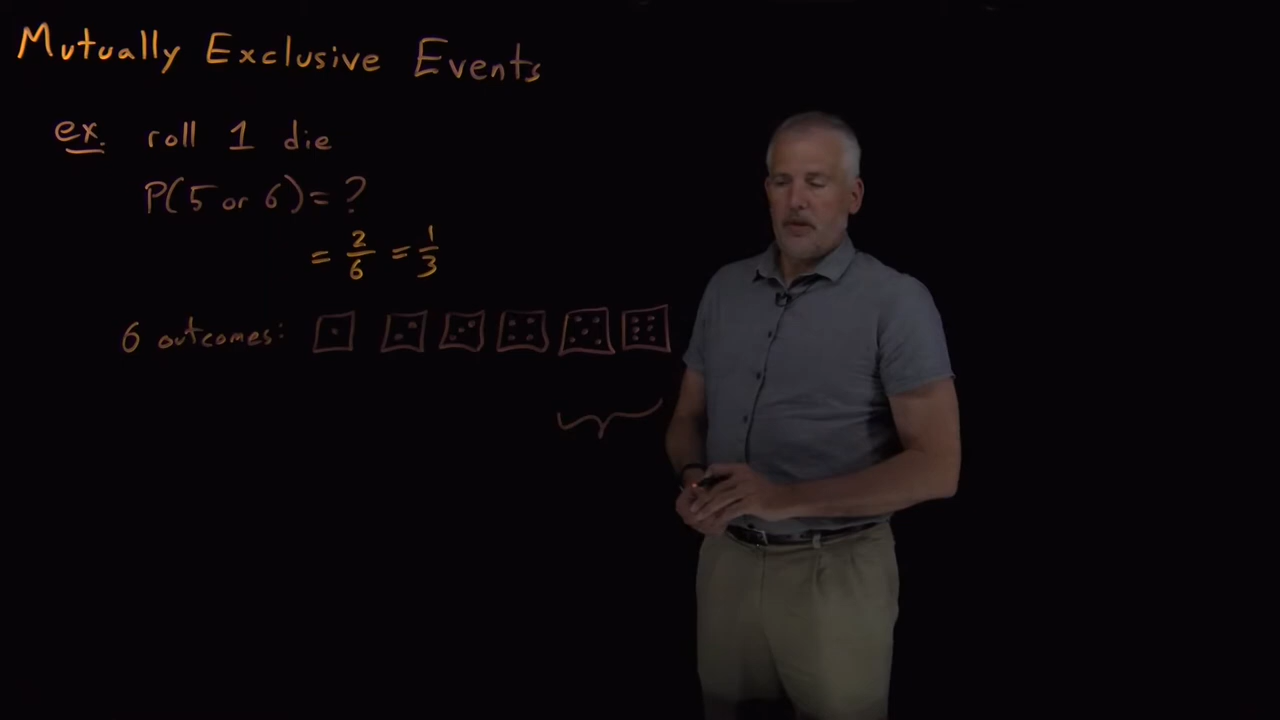 Mutually Exclusive Events
ex. roll 1 die
P(5 or 6) = ?
= 2/6 = 1/3
6 outcomes: